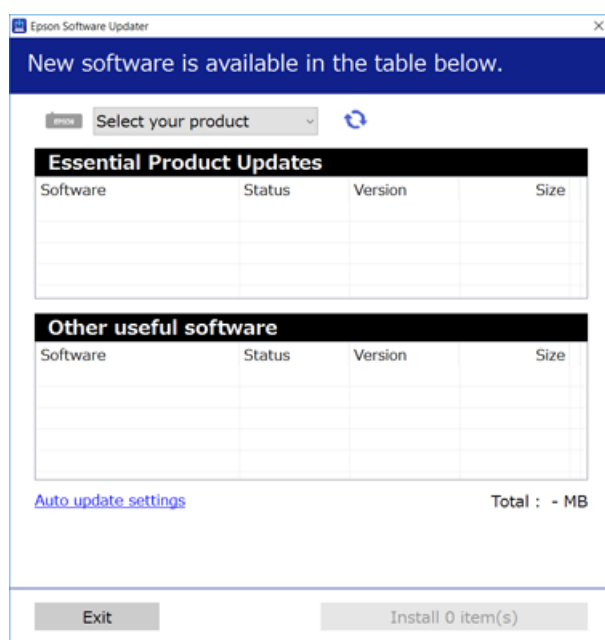 Epson Software Updater
New software is available in the table below.
EPSON Select your product
Essential Product Updates
Software Status Version Size
Other useful software
Software Status Version Size
Auto update settings Total : - MB
Exit Install 0 item(s)